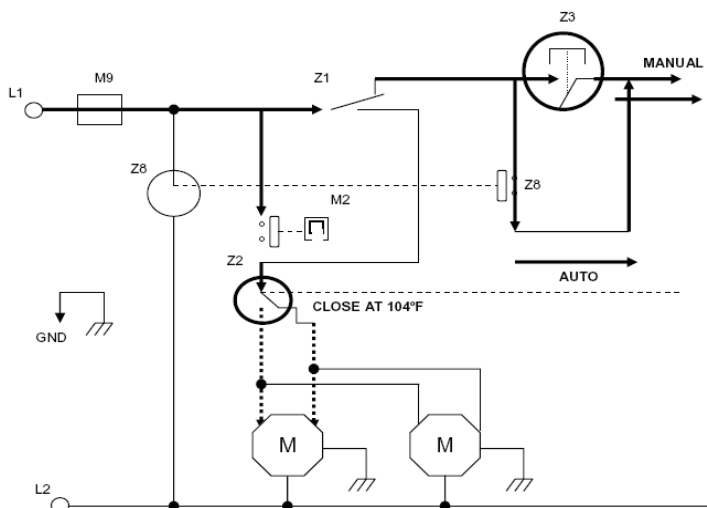 Z3
MANUAL
M9
Z1
L1
Z8
Z8
M2
Z2
AUTO
CLOSE AT 104ºF
GND
M
M
L2